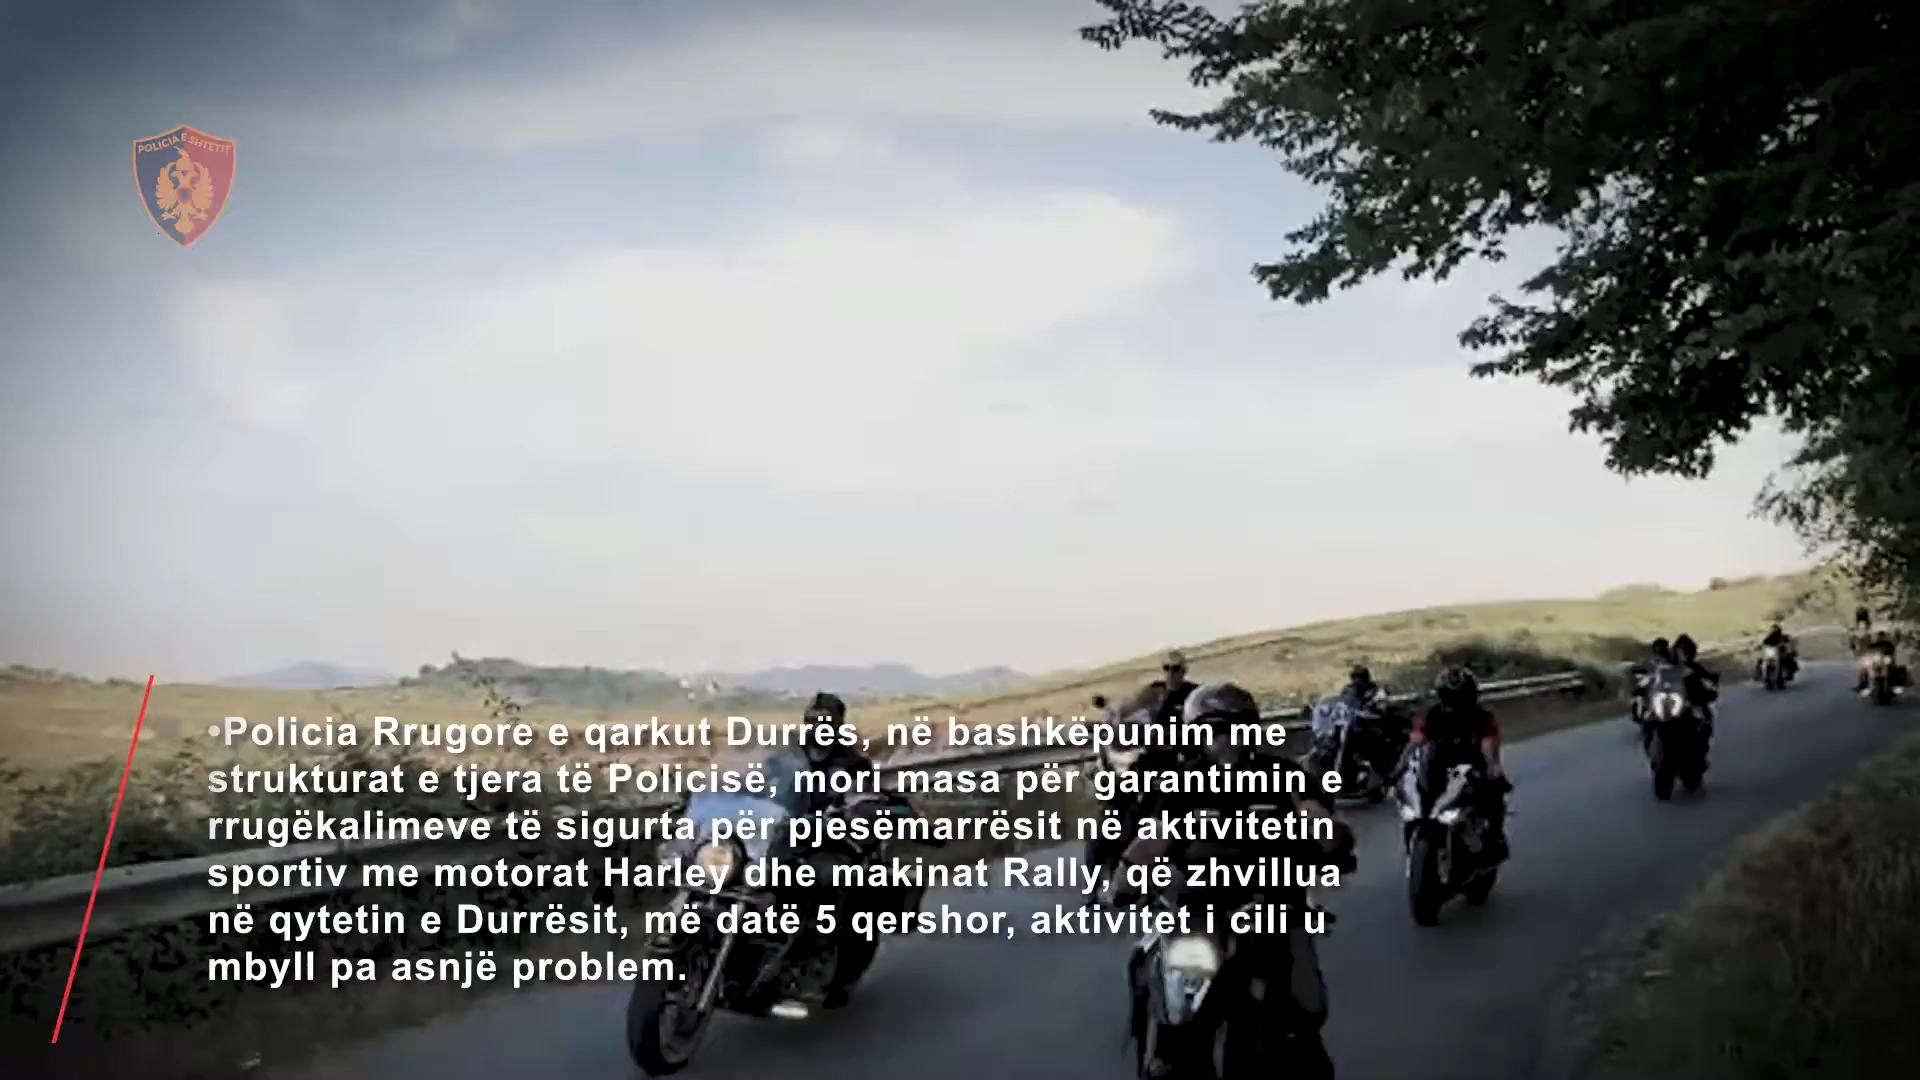 POLICIA E SHTETIT
•Policia Rrugore e qarkut Durrës, në bashkëpunim me
strukturat e tjera të Policisë, mori masa për garantimin e
rrugëkalimeve të sigurta për pjesëmarrësit në aktivitetin
sportiv me motorat Harley dhe makinat Rally, që zhvillua
në qytetin e Durrësit, më datë 5 qershor, aktivitet i cili u
mbyll pa asnjë problem.